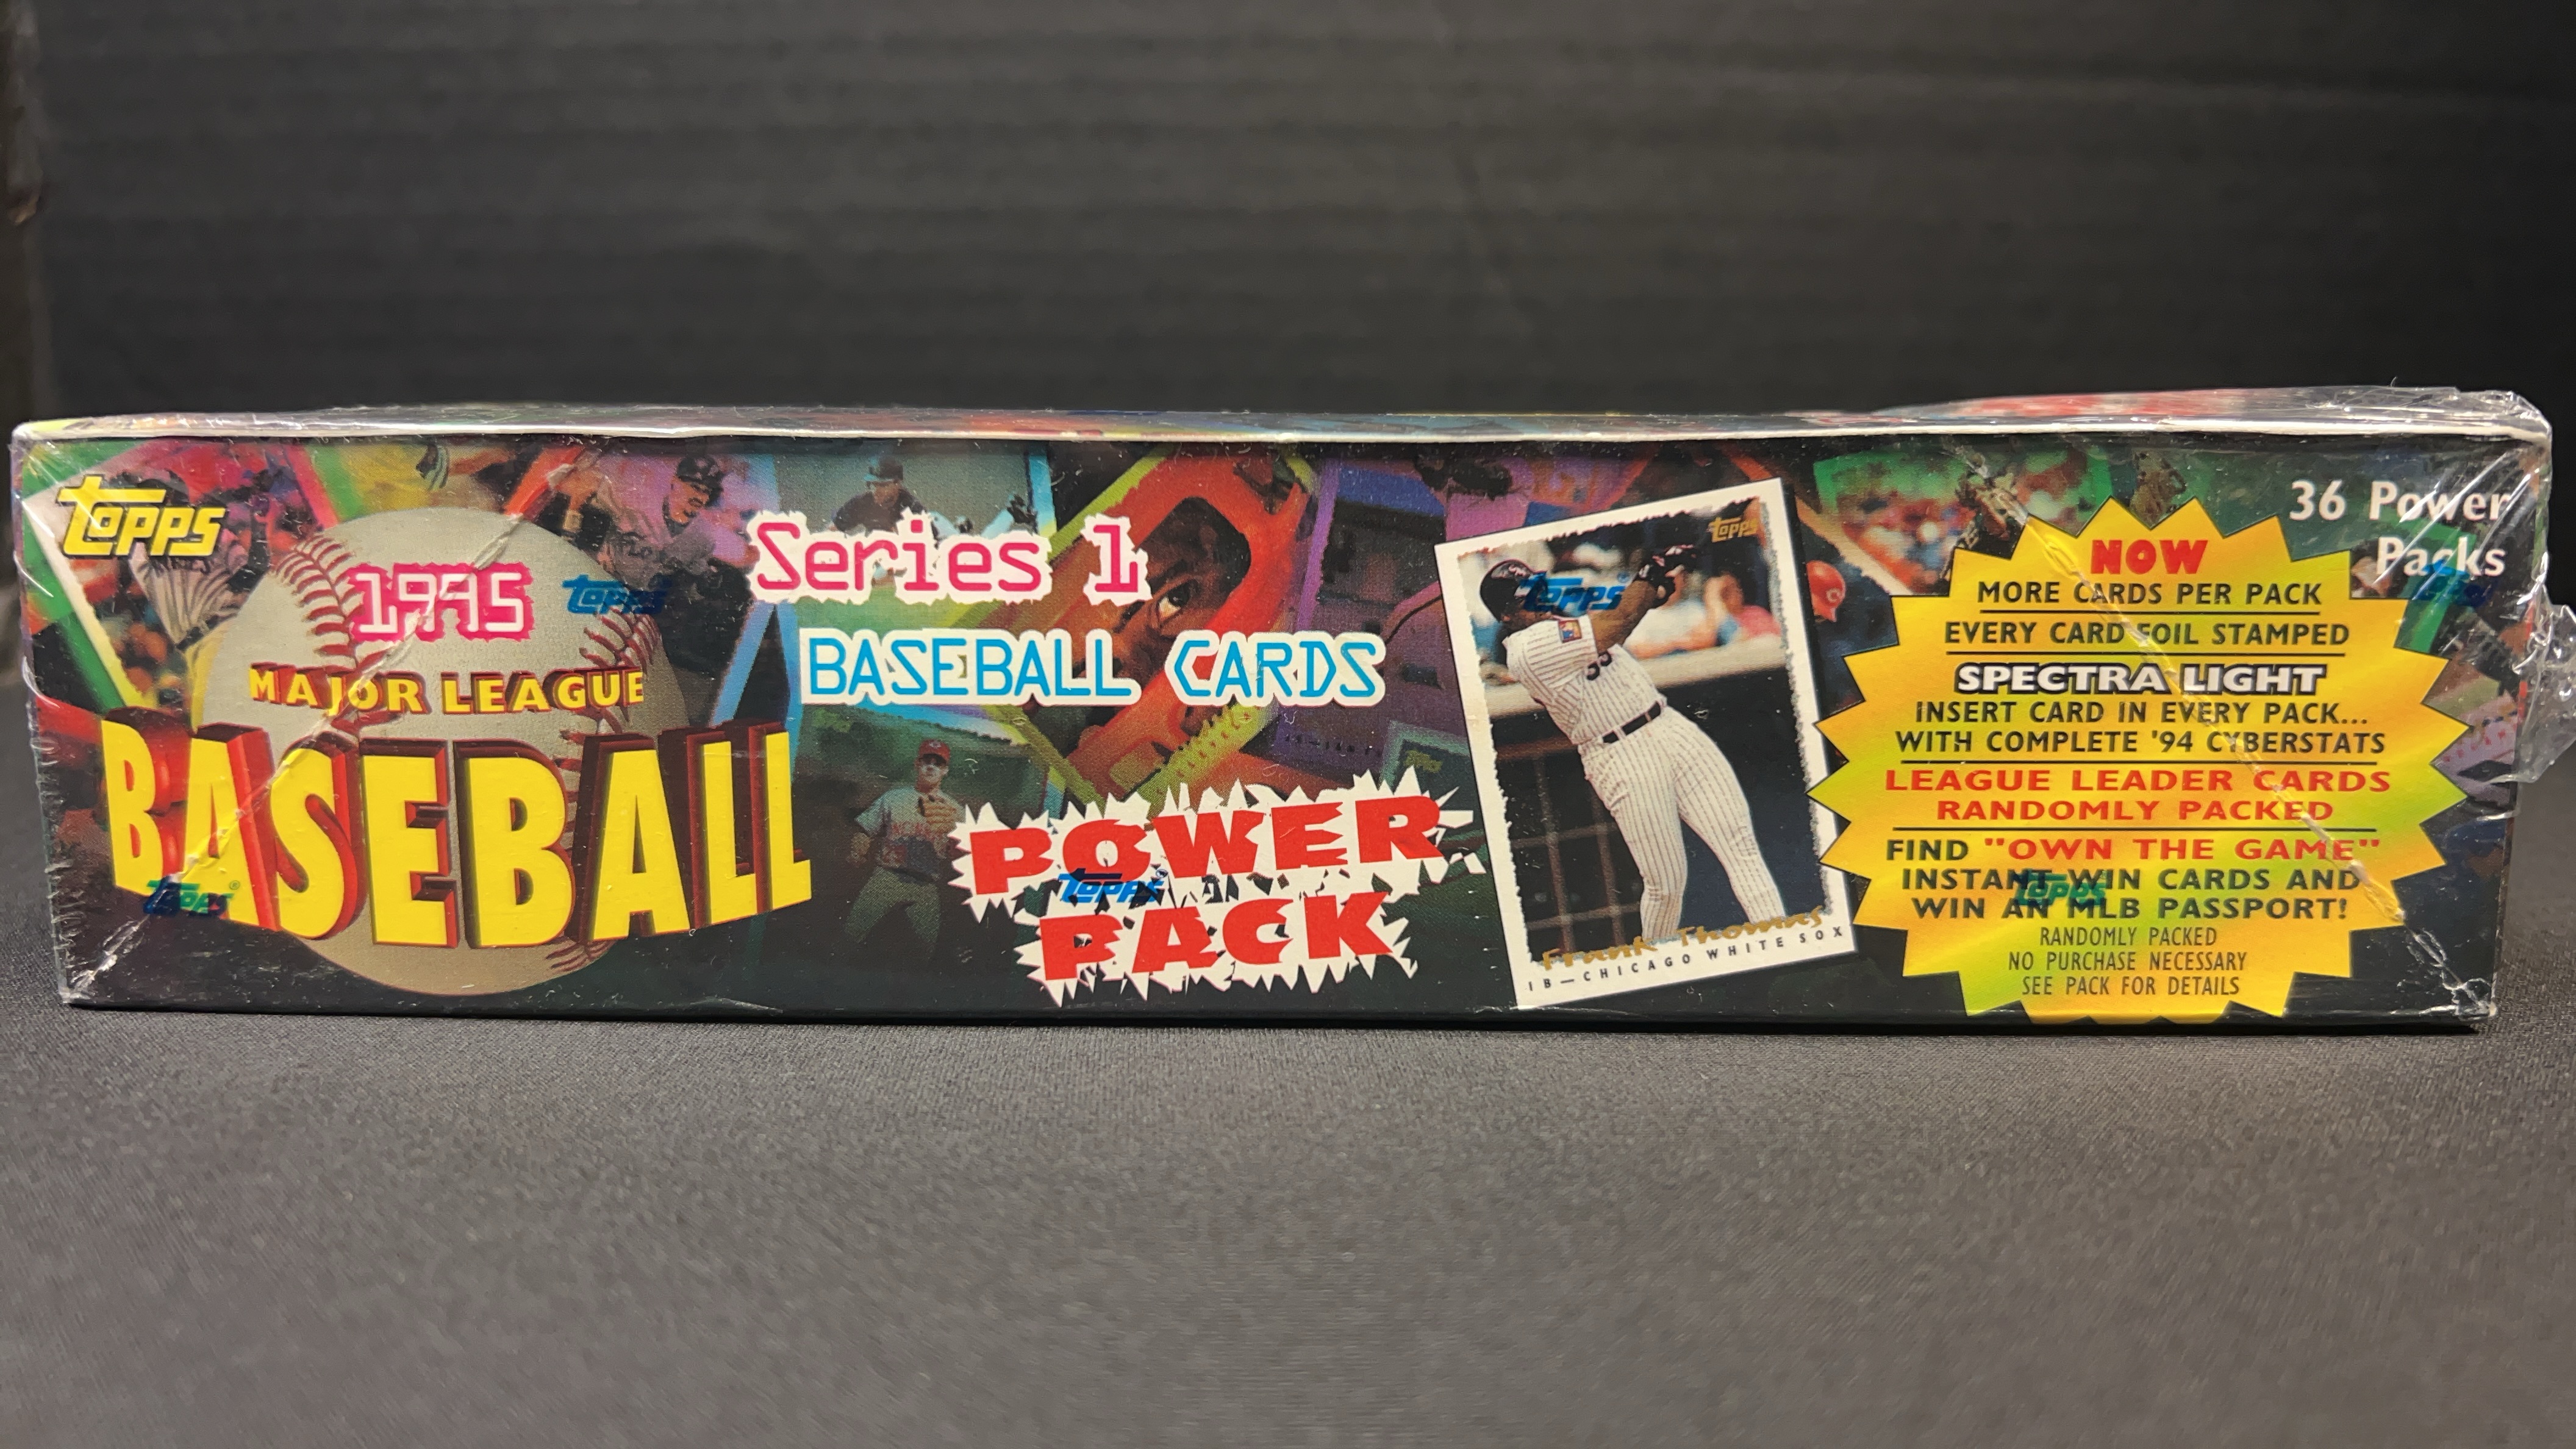 Topps
1995
MAJOR LEAGUE
BASEBALL
Topps
Topps
Series 1
BASEBALL CARDS
POWER
PACK
Topps
Topps
Topps
Frank Thomas
1B—CHICAGO WHITE SOX
36 Power
Packs
Topps
NOW
MORE CARDS PER PACK
EVERY CARD FOIL STAMPED
SPECTRA LIGHT
INSERT CARD IN EVERY PACK...
WITH COMPLETE '94 CYBERSTATS
LEAGUE LEADER CARDS
RANDOMLY PACKED
FIND "OWN THE GAME"
INSTANT WIN CARDS AND
WIN AN MLB PASSPORT!
Topps
RANDOMLY PACKED
NO PURCHASE NECESSARY
SEE PACK FOR DETAILS